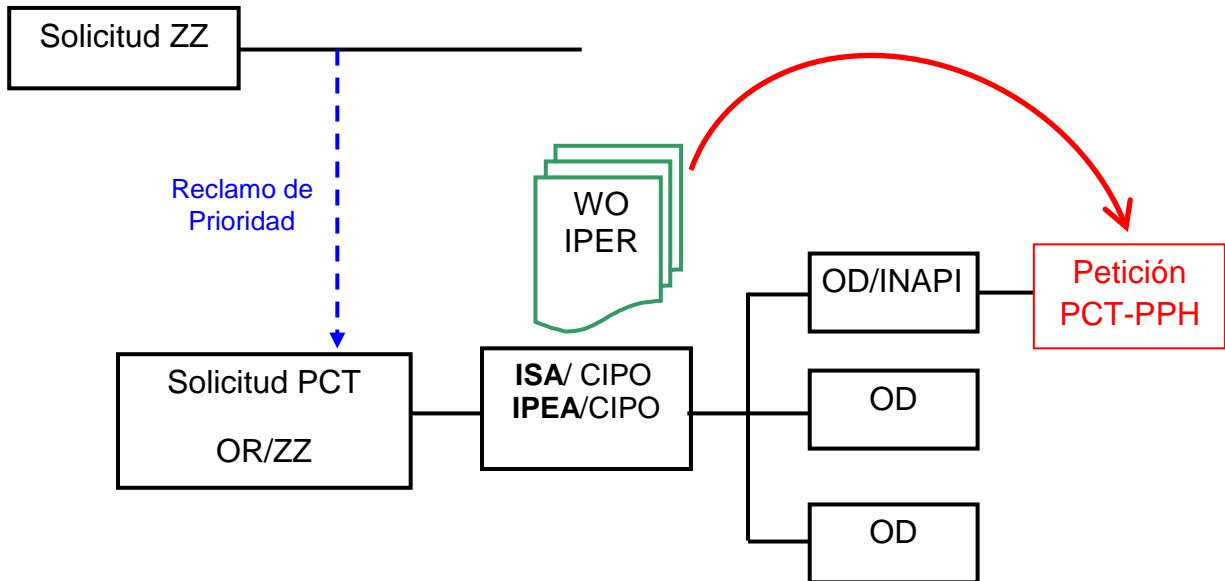 Solicitud ZZ
Reclamo de
Prioridad
WO
IPER
OD/INAPI
Petición
PCT-PPH
Solicitud PCT
OR/ZZ
ISA/ CIPO
IPEA/CIPO
OD
OD